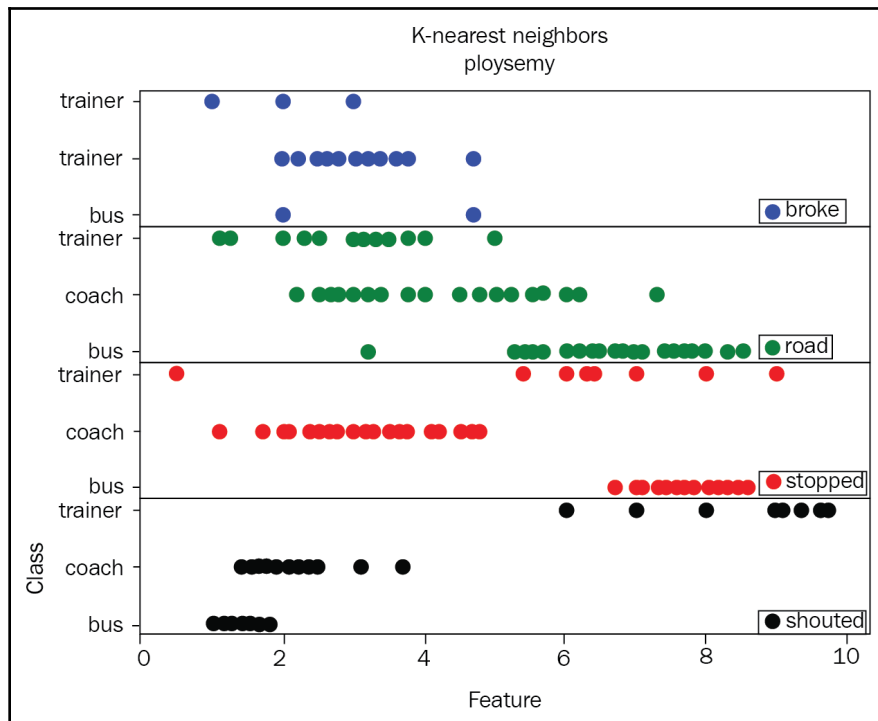 K-nearest neighbors
ploysemy
trainer
trainer
bus
broke
trainer
coach
bus
road
trainer
coach
bus
stopped
trainer
coach
bus
shouted
Class
0 2 4 6 8 10
Feature